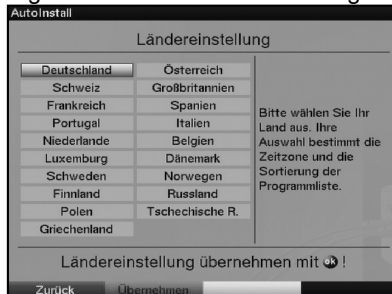 AutoInstall
Ländereinstellung
Deutschland Österreich
Schweiz Großbritannien
Frankreich Spanien
Portugal Italien
Niederlande Belgien
Luxemburg Dänemark
Schweden Norwegen
Finnland Russland
Polen Tschechische R.
Griechenland
Bitte wählen Sie Ihr
Land aus. Ihre
Auswahl bestimmt die
Zeitzone und die
Sortierung der
Programmliste.
Ländereinstellung übernehmen mit ok !
Zurück Übernehmen